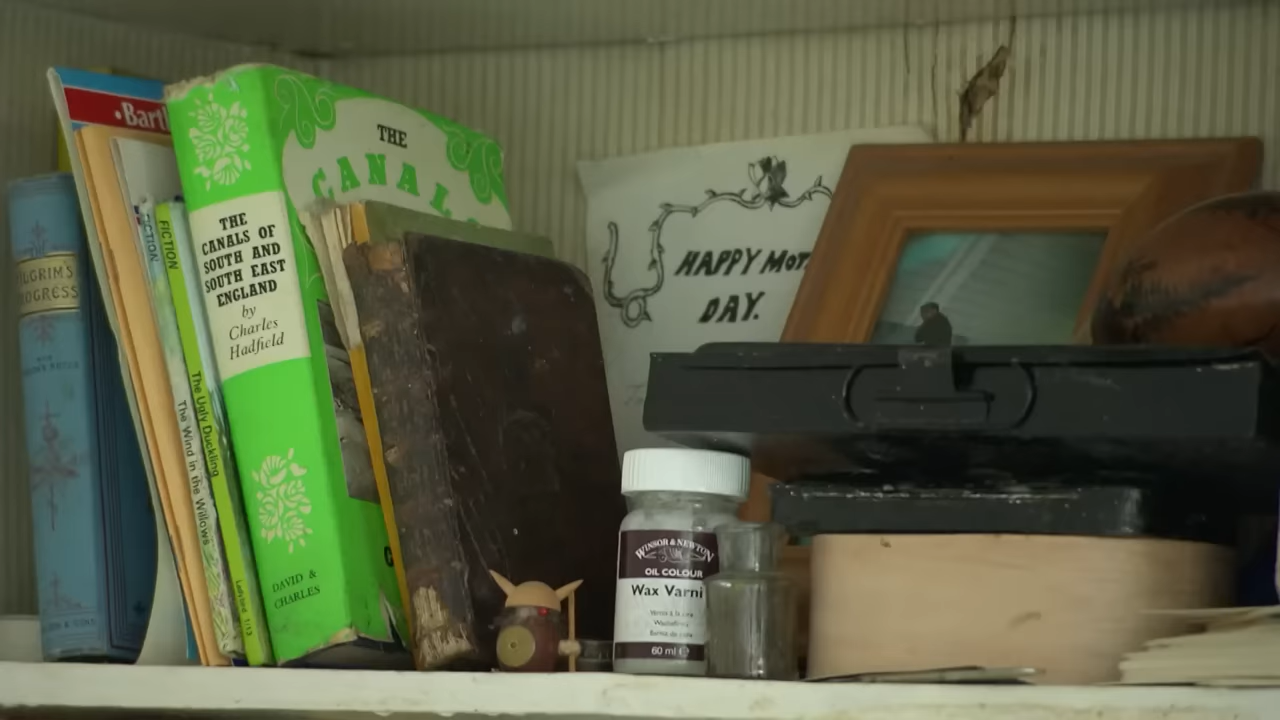 PILGRIM'S
PROGRESS
•Bart
FICTION
The Wind in the Willows
FICTION
The Ugly Duckling
Ladybird
THE
CANALS OF
SOUTH AND
SOUTH EAST
ENGLAND
by
Charles
Hadfield
DAVID &
CHARLES
THE
CANALS
HAPPY MOT
DAY.
WINSOR & NEWTON
OIL COLOUR
Wax Varni
60 ml e